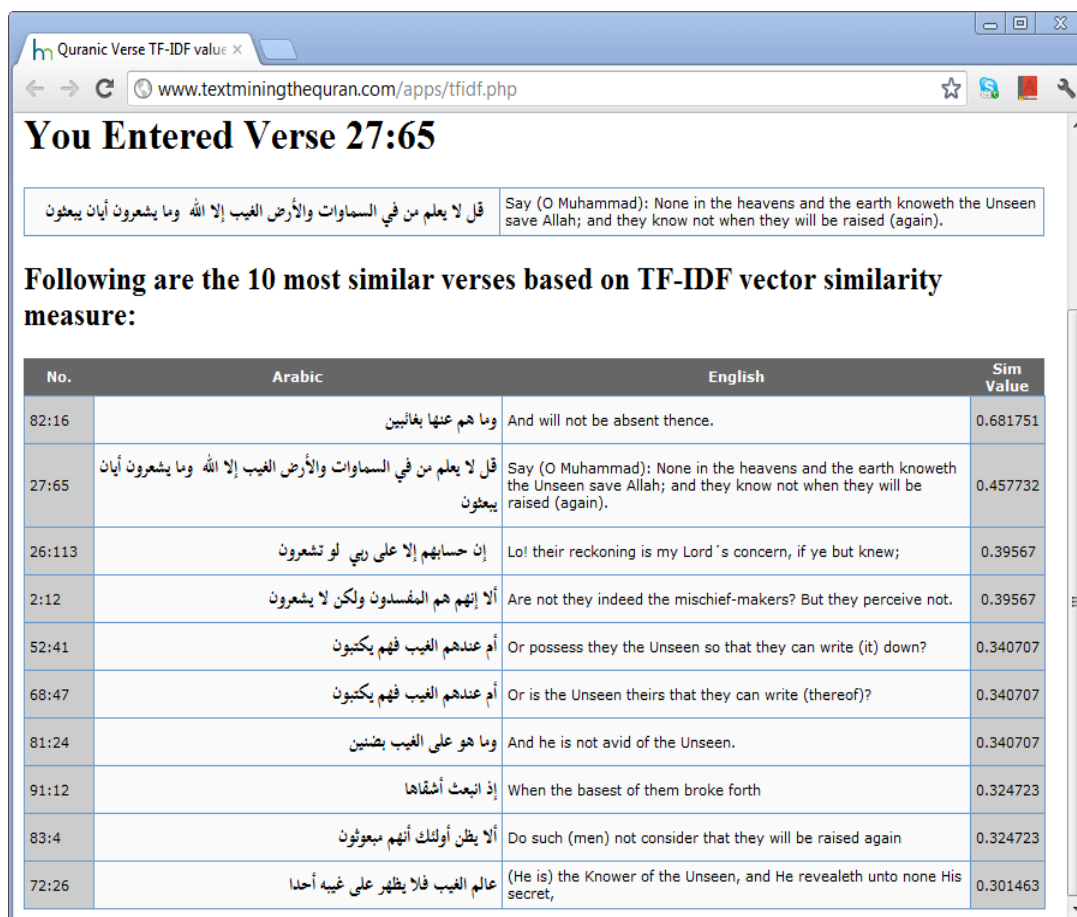 Quranic Verse TF-IDF value
www.textminingthequran.com/apps/tfidf.php
You Entered Verse 27:65
قل لا يعلم من في السماوات والأرض الغيب إلا الله وما يشعرون أيان يبعثون
Say (O Muhammad): None in the heavens and the earth knoweth the Unseen
save Allah; and they know not when they will be raised (again).
Following are the 10 most similar verses based on TF-IDF vector similarity
measure:
No. Arabic English Sim
Value
82:16 وما هم عنها بغائبين And will not be absent thence. 0.681751
27:65
قل لا يعلم من في السماوات والأرض الغيب إلا الله وما يشعرون أيان
يبعثون
Say (O Muhammad): None in the heavens and the earth knoweth
the Unseen save Allah; and they know not when they will be
raised (again).
0.457732
26:113 إن حسابهم إلا على ربي لو تشعرون Lo! their reckoning is my Lord´s concern, if ye but knew; 0.39567
2:12 ألا إنهم هم المفسدون ولكن لا يشعرون Are not they indeed the mischief-makers? But they perceive not. 0.39567
52:41 أم عندهم الغيب فهم يكتبون Or possess they the Unseen so that they can write (it) down? 0.340707
68:47 أم عندهم الغيب فهم يكتبون Or is the Unseen theirs that they can write (thereof)? 0.340707
81:24 وما هو على الغيب بضنين And he is not avid of the Unseen. 0.340707
91:12 إذ انبعث أشقاها When the basest of them broke forth 0.324723
83:4 ألا يظن أولئك أنهم مبعوثون Do such (men) not consider that they will be raised again 0.324723
72:26 عالم الغيب فلا يظهر على غيبه أحدا (He is) the Knower of the Unseen, and He revealeth unto none His
secret, 0.301463